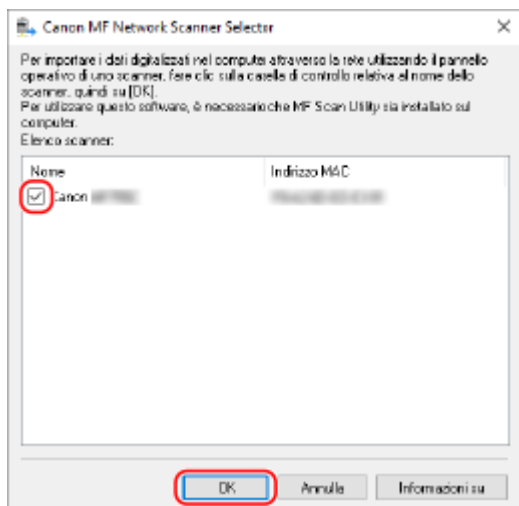 Canon MF Network Scanner Selector
Per importare i dati digitalizzati nel computer attraverso la rete utilizzando il pannello
operativo di uno scanner, fare clic sulla casella di controllo relativa al nome dello
scanner, quindi su [OK].
Per utilizzare questo software, è necessario che MF Scan Utility sia installato sul
computer.
Elenco scanner:
Nome Indirizzo MAC
Canon
OK Annulla Informazioni su